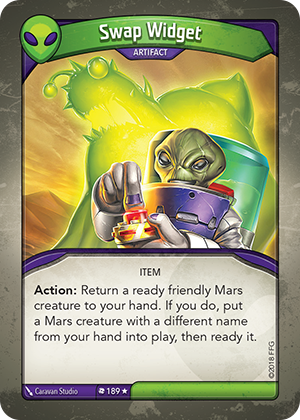 Swap Widget
ARTIFACT
ITEM
Action: Return a ready friendly Mars
creature to your hand. If you do, put
a Mars creature with a different name
from your hand into play, then ready it.
©2018 FFG
Caravan Studio
189 ★